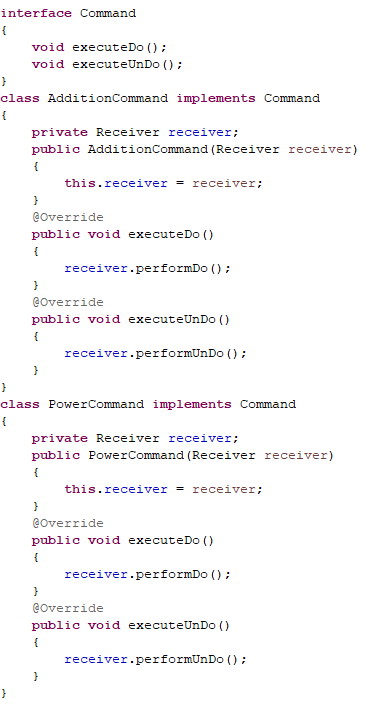 interface Command
{
    void executeDo();
    void executeUnDo();
}
class AdditionCommand implements Command
{
    private Receiver receiver;
    public AdditionCommand(Receiver receiver)
    {
        this.receiver = receiver;
    }
    @Override
    public void executeDo()
    {
        receiver.performDo();
    }
    @Override
    public void executeUnDo()
    {
        receiver.performUnDo();
    }
}
class PowerCommand implements Command
{
    private Receiver receiver;
    public PowerCommand(Receiver receiver)
    {
        this.receiver = receiver;
    }
    @Override
    public void executeDo()
    {
        receiver.performDo();
    }
    @Override
    public void executeUnDo()
    {
        receiver.performUnDo();
    }
}